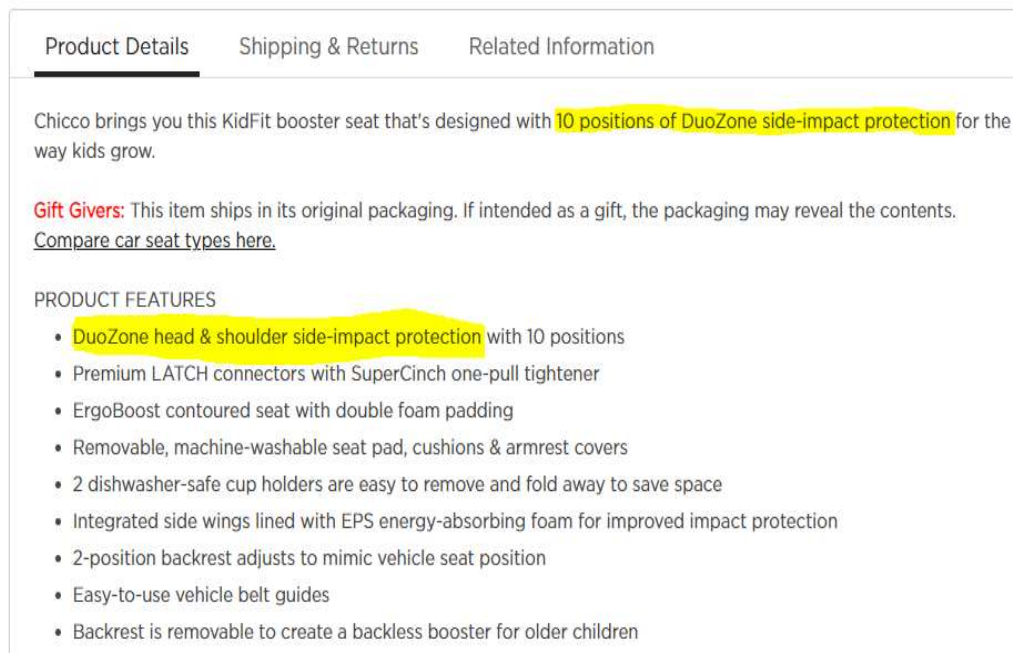 Product Details Shipping & Returns Related Information
Chicco brings you this KidFit booster seat that's designed with 10 positions of DuoZone side-impact protection for the
way kids grow.
Gift Givers: This item ships in its original packaging. If intended as a gift, the packaging may reveal the contents.
Compare car seat types here.
PRODUCT FEATURES
• DuoZone head & shoulder side-impact protection with 10 positions
• Premium LATCH connectors with SuperCinch one-pull tightener
• ErgoBoost contoured seat with double foam padding
• Removable, machine-washable seat pad, cushions & armrest covers
• 2 dishwasher-safe cup holders are easy to remove and fold away to save space
• Integrated side wings lined with EPS energy-absorbing foam for improved impact protection
• 2-position backrest adjusts to mimic vehicle seat position
• Easy-to-use vehicle belt guides
• Backrest is removable to create a backless booster for older children